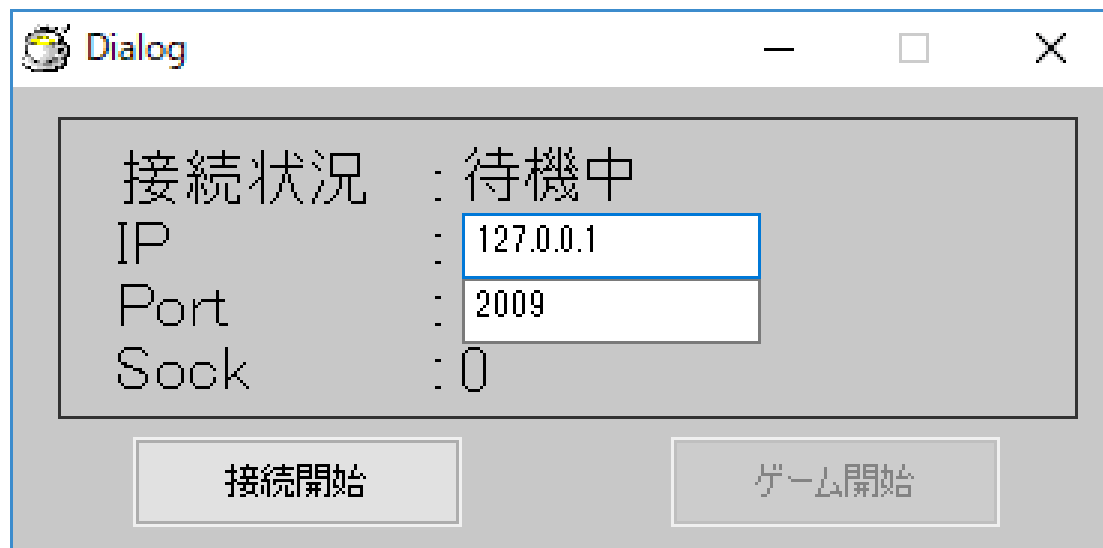 Dialog
接続状況 : 待機中
IP : 127.0.0.1
Port : 2009
Sock : 0
接続開始 ゲーム開始